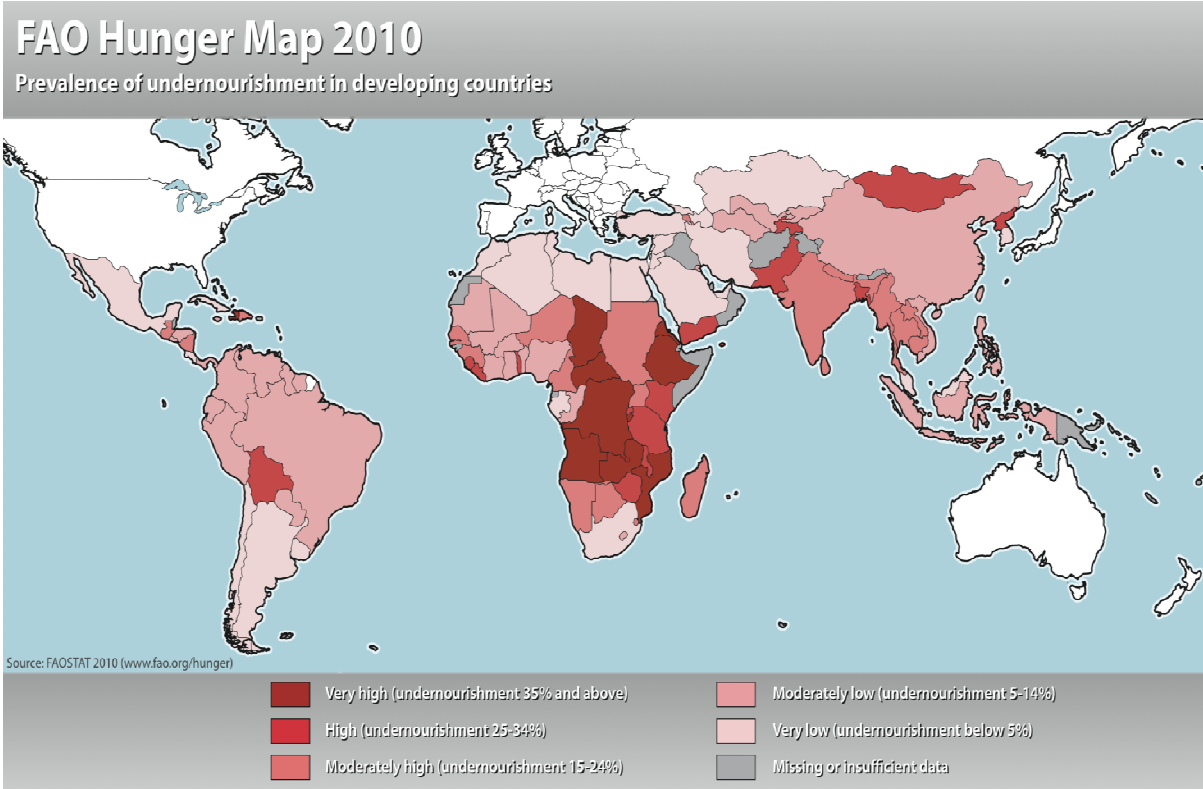 FAO Hunger Map 2010
Prevalence of undernourishment in developing countries
Source: FAOSTAT 2010 (www.fao.org/hunger)
Very high (undernourishment 35% and above)
High (undernourishment 25-34%)
Moderately high (undernourishment 15-24%)
Moderately low (undernourishment 5-14%)
Very low (undernourishment below 5%)
Missing or insufficient data